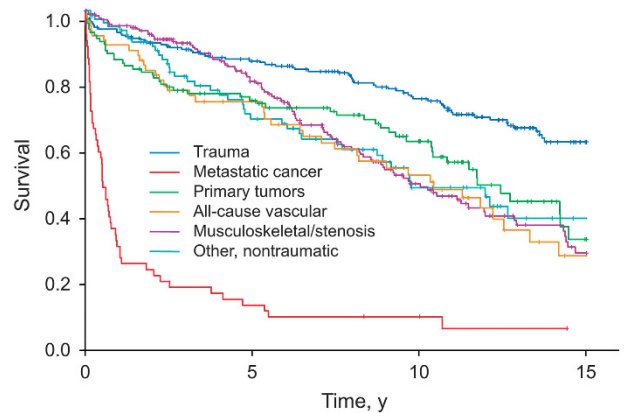 1.0
0.8
0.6
0.4
0.2
0.0
Survival
Trauma
Metastatic cancer
Primary tumors
All-cause vascular
Musculoskeletal/stenosis
Other, nontraumatic
0
5
10
15
Time, y